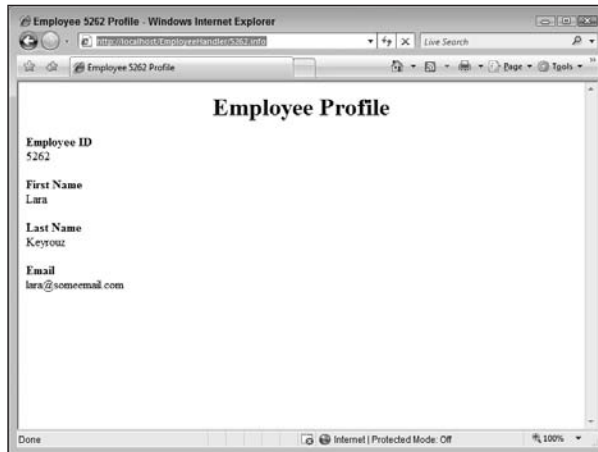 Employee 5262 Profile - Windows Internet Explorer
http://localhost/EmployeeHandler/5262.info
Live Search
Employee 5262 Profile
Page
Tools
Employee Profile
Employee ID
5262
First Name
Lara
Last Name
Keyrouz
Email
lara@someemail.com
Done
Internet | Protected Mode: Off
100%